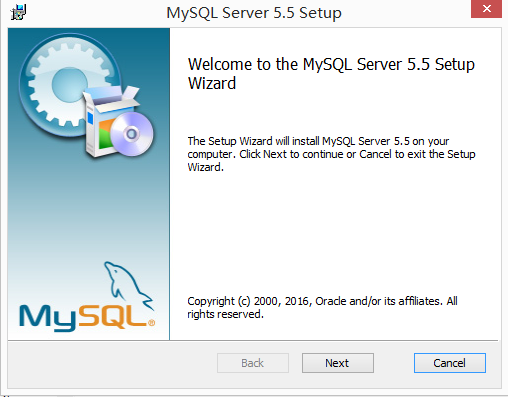 MySQL Server 5.5 Setup
Welcome to the MySQL Server 5.5 Setup
Wizard
The Setup Wizard will install MySQL Server 5.5 on your
computer. Click Next to continue or Cancel to exit the Setup
Wizard.
MySQL®
Copyright (c) 2000, 2016, Oracle and/or its affiliates. All
rights reserved.
Back
Next
Cancel